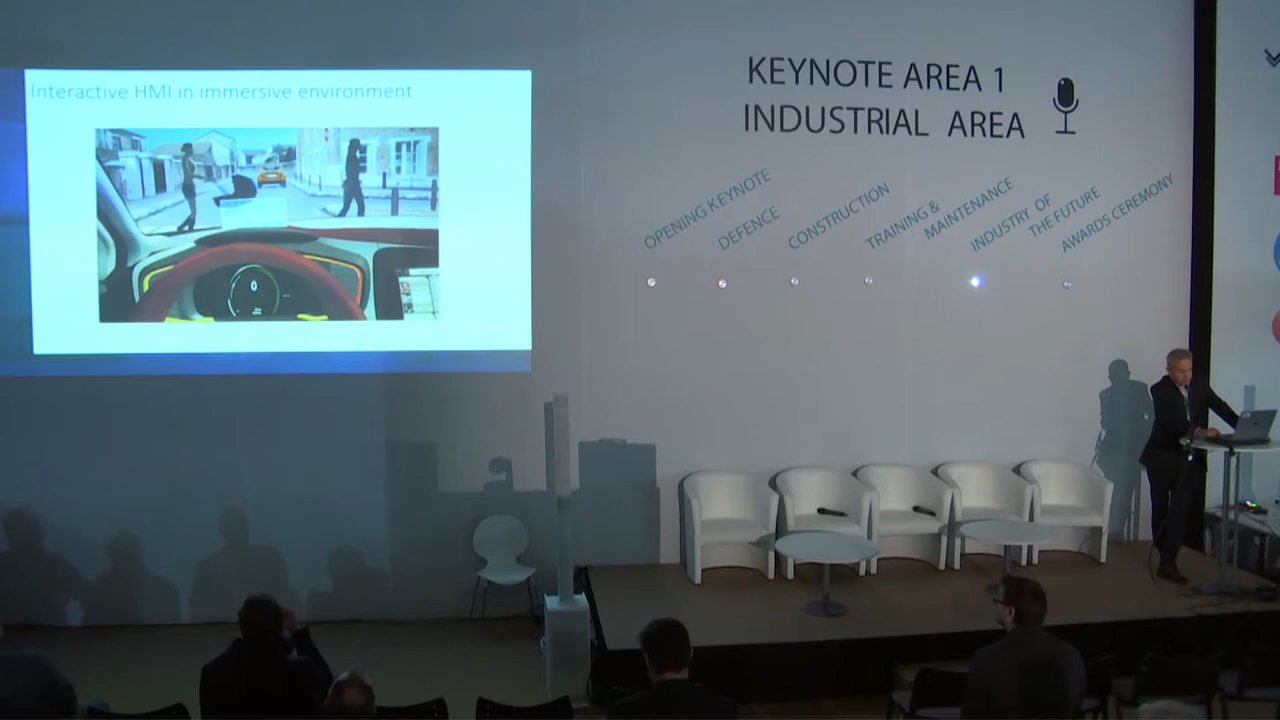 Interactive HMI in immersive environment
KEYNOTE AREA 1
INDUSTRIAL AREA
OPENING KEYNOTE
DEFENCE
CONSTRUCTION
TRAINING &
MAINTENANCE
INDUSTRY OF
THE FUTURE
AWARDS CEREMONY
0